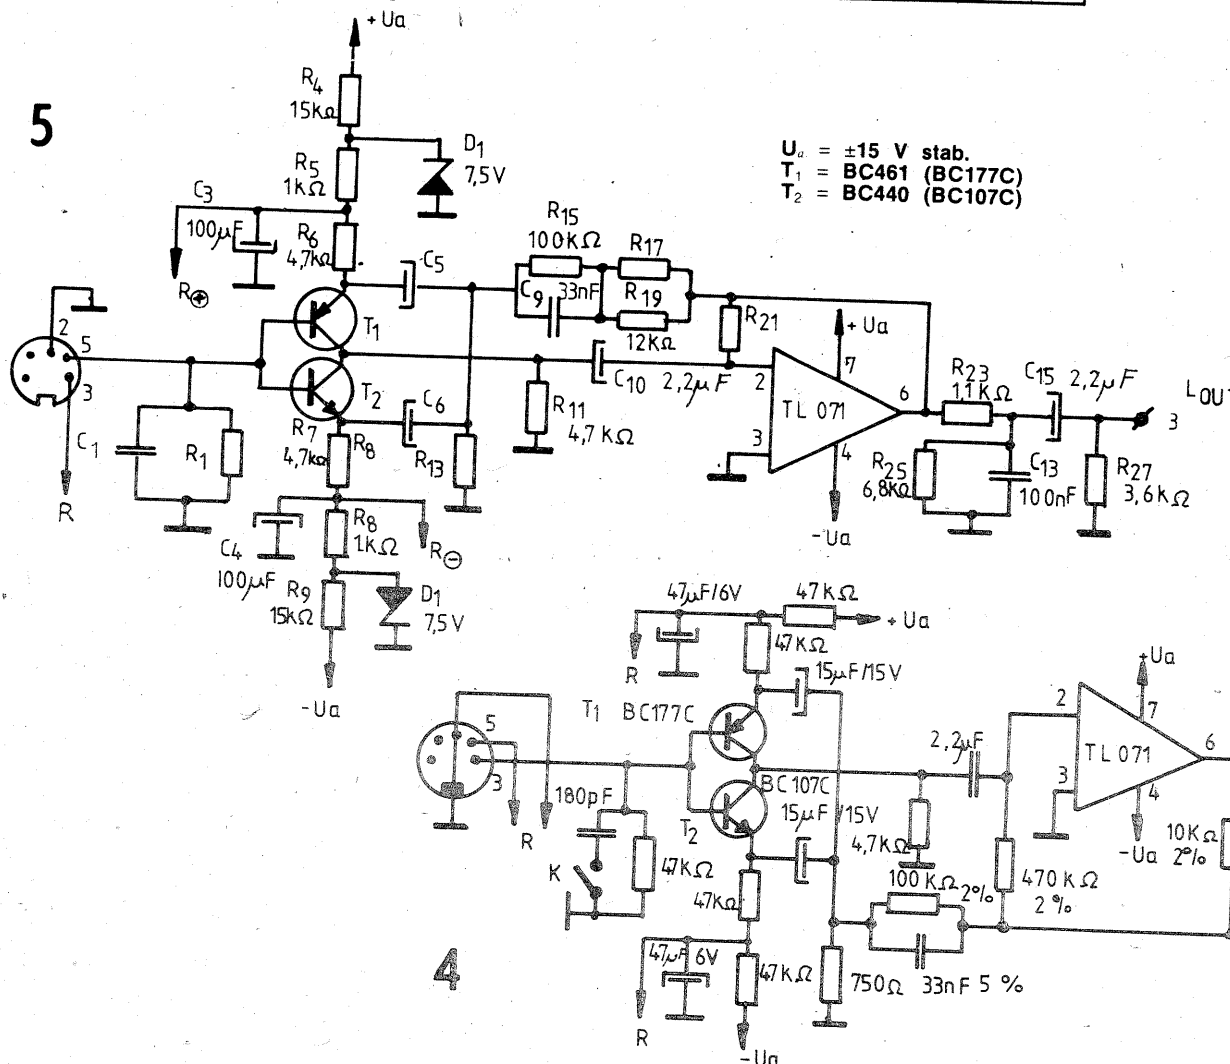 5
+Ua
R4
15kΩ
D1
7,5V
R5
1kΩ
C3
100µF
R6
4,7kΩ
R⊕
C5
T1
2
5
3
R
C1
R1
T2
C6
R7
4,7kΩ
R8
R13
R8
1kΩ
C4
100µF
R⊖
R9
15kΩ
D1
7,5V
-Ua
Ua = ±15 V stab.
T1 = BC461 (BC177C)
T2 = BC440 (BC107C)
R15
100kΩ
R17
C9
33nF
R19
12kΩ
R21
C10
2,2µF
R11
4,7 kΩ
+Ua
7
2
TL 071
6
3
4
-Ua
R23
1,1KΩ
C15
2,2µF
LOUT
3
R25
6,8kΩ
C13
100nF
R27
3,6KΩ
4
47µF/6V
47KΩ
+Ua
R
47KΩ
15µF/15V
T1 BC177C
5
3
R
180pF
K
47KΩ
BC107C
T2
15µF/15V
47KΩ
47µF 6V
R
47KΩ
-Ua
2,2µF
4,7KΩ
100KΩ 2%
33nF 5 %
750Ω
470 KΩ
2 %
+Ua
7
2
TL 071
6
3
4
-Ua
10KΩ
2%